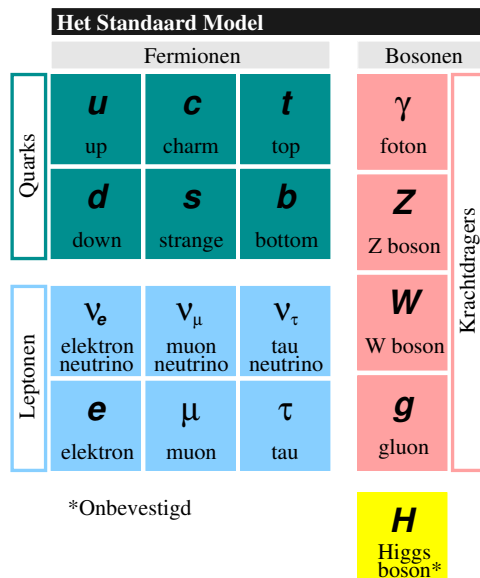 Het Standaard Model
Fermionen
Bosonen
Quarks
u
up
c
charm
t
top
d
down
s
strange
b
bottom
Leptonen
νe
elektron
neutrino
νμ
muon
neutrino
ντ
tau
neutrino
e
elektron
μ
muon
τ
tau
γ
foton
Z
Z boson
W
W boson
g
gluon
Krachtdragers
*Onbevestigd
H
Higgs
boson*